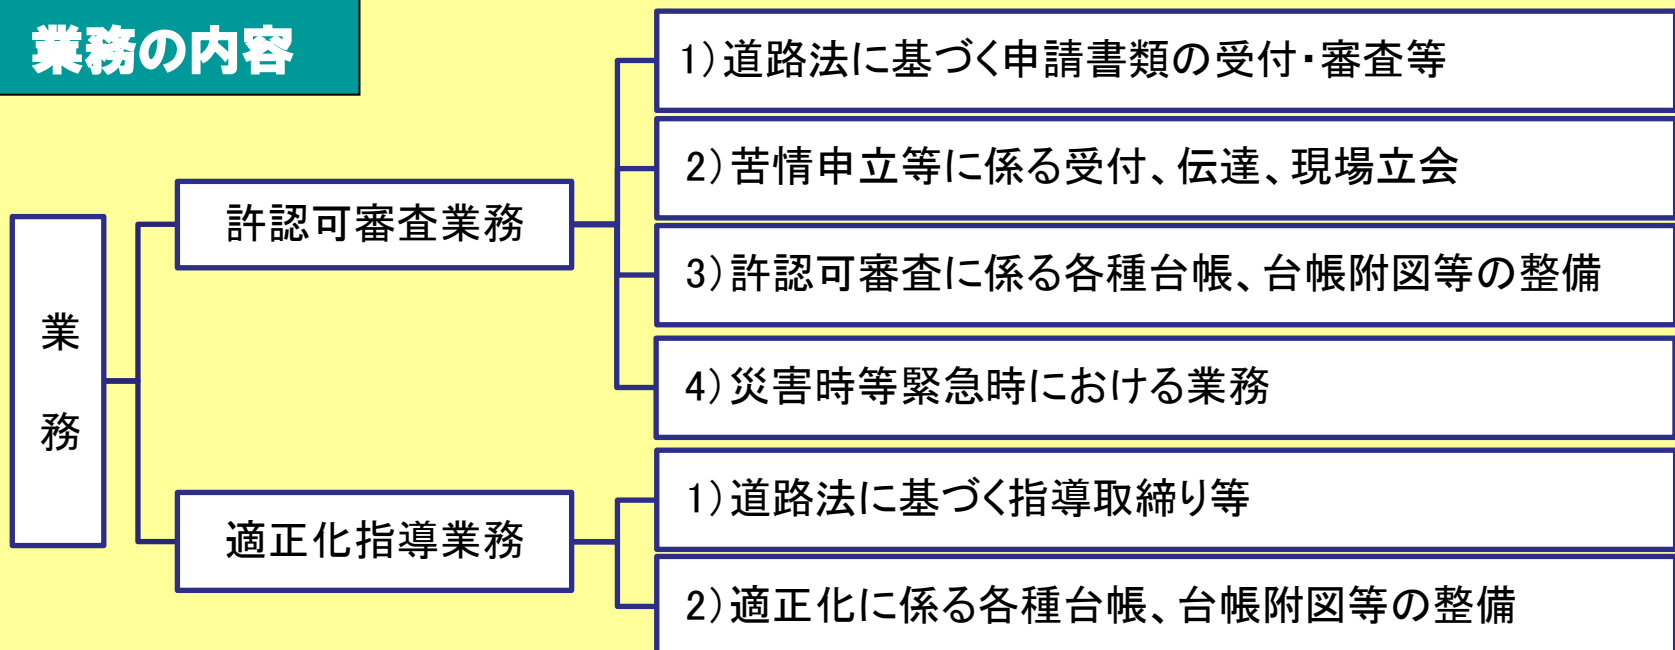 業務の内容
業務
許認可審査業務
1)道路法に基づく申請書類の受付・審査等
2)苦情申立等に係る受付、伝達、現場立会
3)許認可審査に係る各種台帳、台帳附図等の整備
4)災害時等緊急時における業務
適正化指導業務
1)道路法に基づく指導取締り等
2)適正化に係る各種台帳、台帳附図等の整備